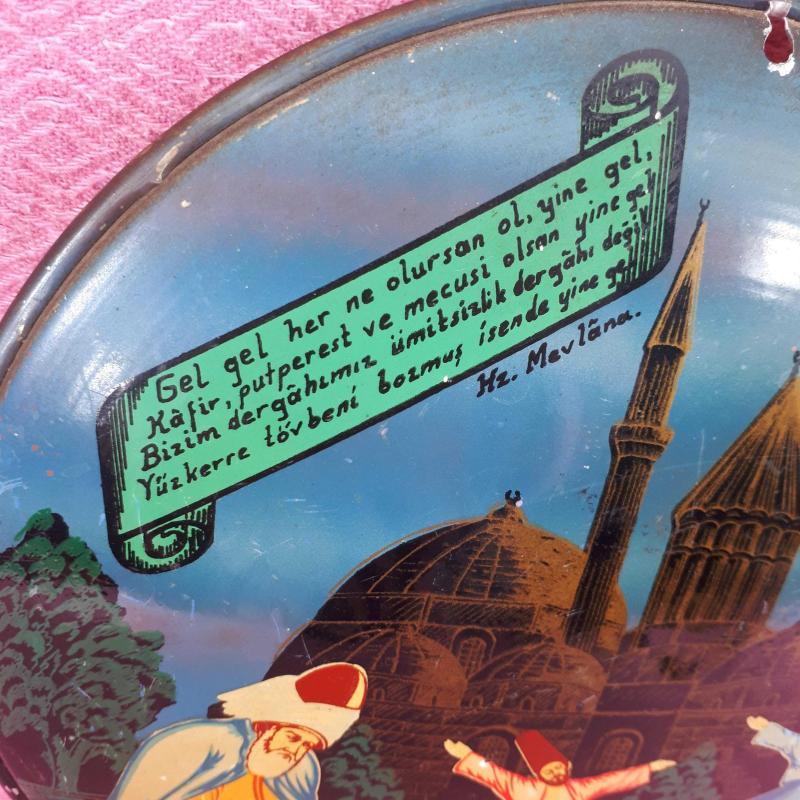 Gel gel her ne olursan ol, yine gel,
Kâfir, putperest ve mecusi olsan yine gel
Bizim dergâhımız ümitsizlik dergâhı değil
Yüzkerre tövbeni bozmuş isende yine gel
Hz. Mevlâna.